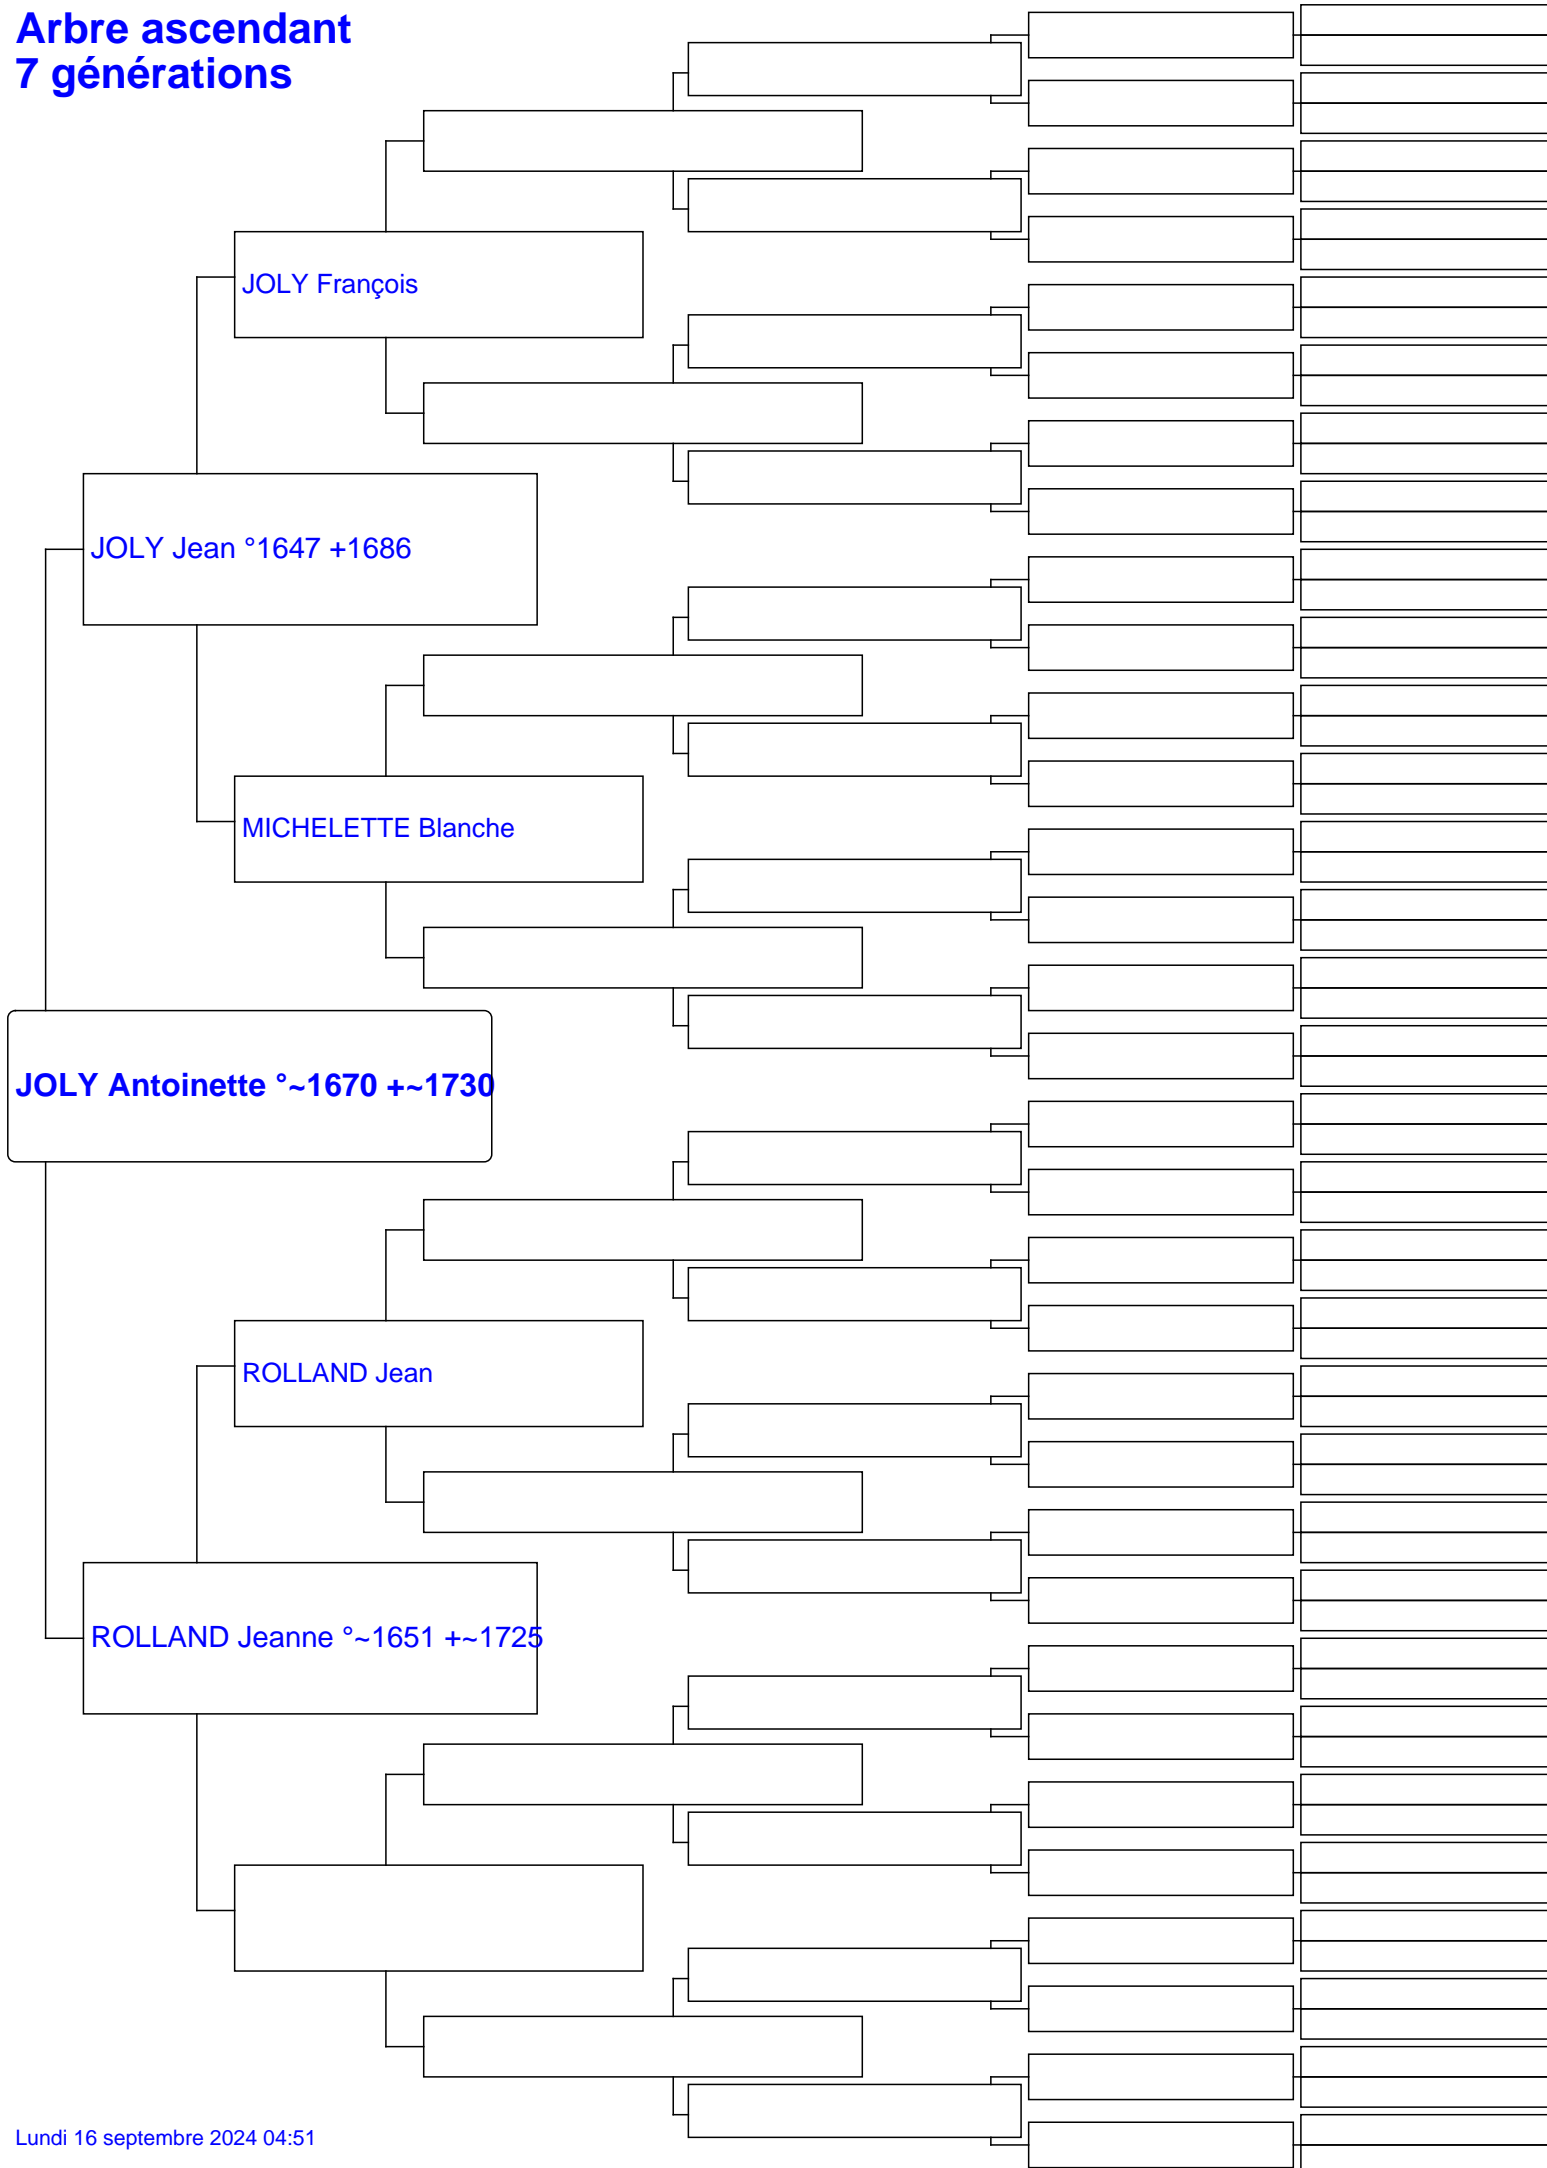 Arbre ascendant
7 générations
JOLY François
JOLY Jean °1647 +1686
MICHELETTE Blanche
JOLY Antoinette °~1670 +~1730
ROLLAND Jean
ROLLAND Jeanne °~1651 +~1725
Lundi 16 septembre 2024 04:51